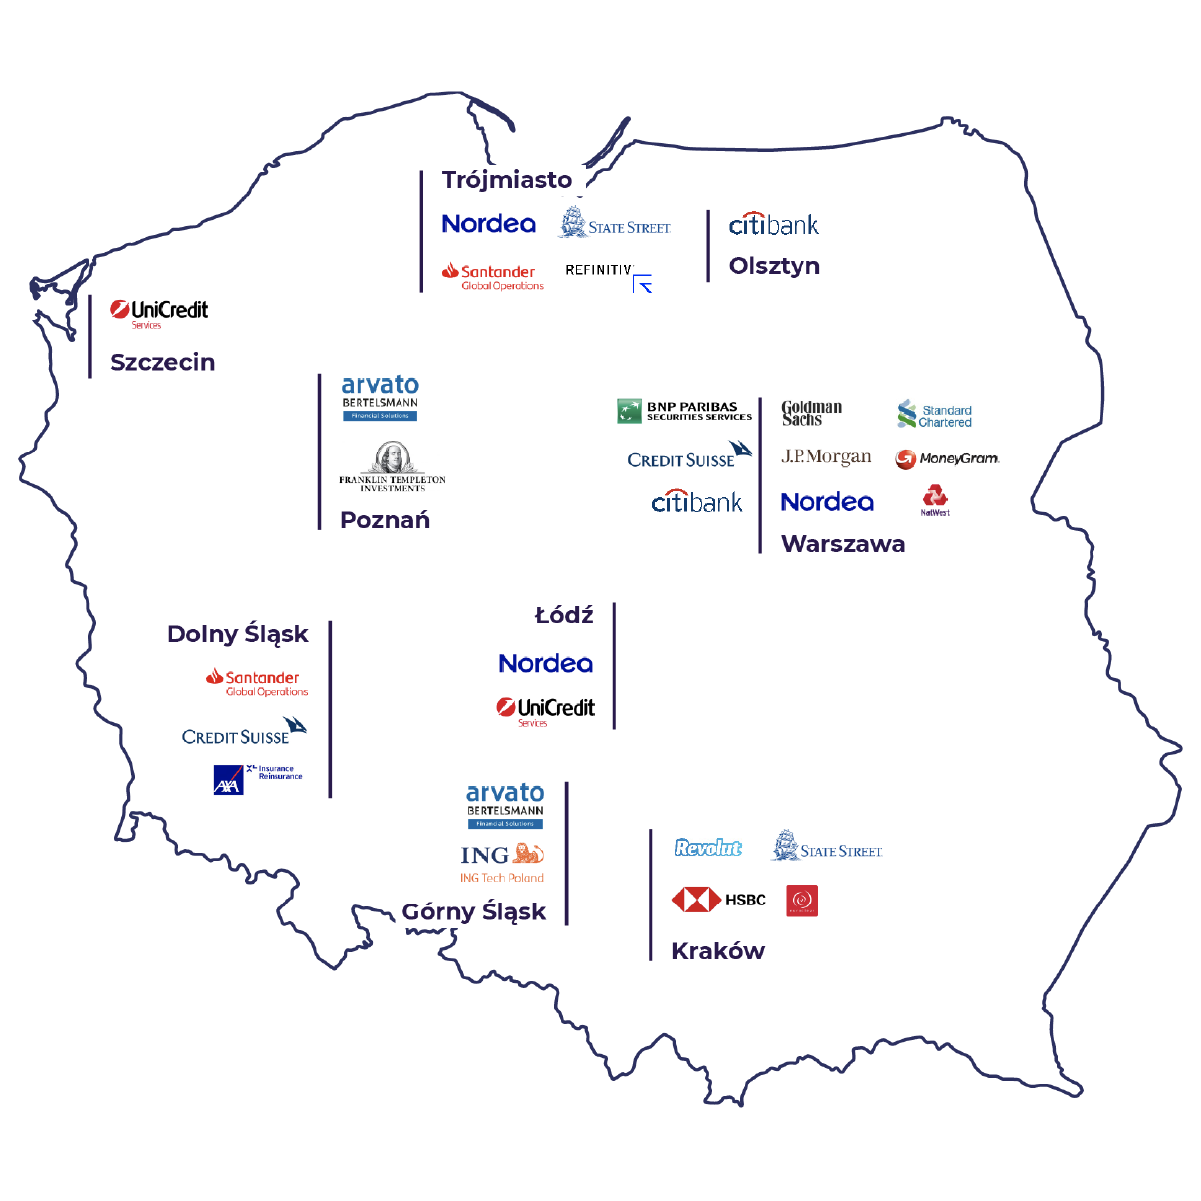 Trójmiasto
Nordea
STATE STREET.
Santander
Global Operations
REFINITIV
citibank
Olsztyn
UniCredit
Services
Szczecin
arvato
BERTELSMANN
Financial Solutions
FRANKLIN TEMPLETON
INVESTMENTS
Poznań
BNP PARIBAS
SECURITIES SERVICES
CREDIT SUISSE
citibank
Goldman
Sachs
Standard
Chartered
J.P.Morgan
MoneyGram.
Nordea
NatWest
Warszawa
Dolny Śląsk
Santander
Global Operations
CREDIT SUISSE
AXA
XL Insurance
Reinsurance
Łódź
Nordea
UniCredit
Services
arvato
BERTELSMANN
Financial Solutions
ING
ING Tech Poland
Górny Śląsk
Revolut
STATE STREET.
HSBC
Kraków